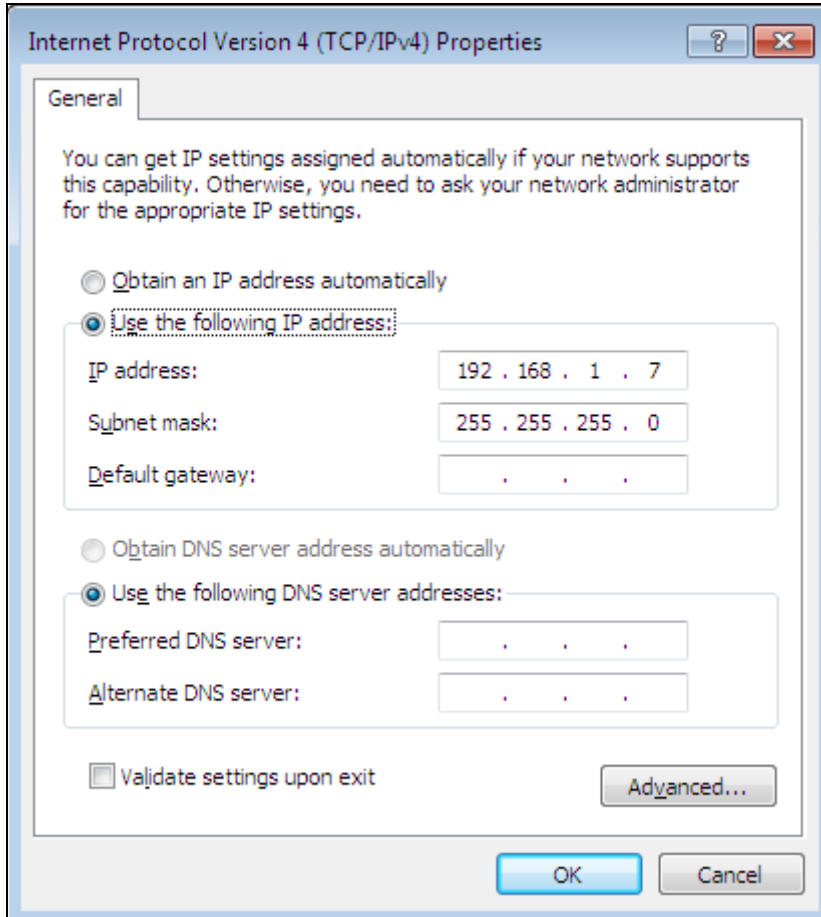 Internet Protocol Version 4 (TCP/IPv4) Properties
General
You can get IP settings assigned automatically if your network supports
this capability. Otherwise, you need to ask your network administrator
for the appropriate IP settings.
Obtain an IP address automatically
Use the following IP address:
IP address: 192 . 168 . 1 . 7
Subnet mask: 255 . 255 . 255 . 0
Default gateway: . . .
Obtain DNS server address automatically
Use the following DNS server addresses:
Preferred DNS server: . . .
Alternate DNS server: . . .
Validate settings upon exit
Advanced...
OK Cancel